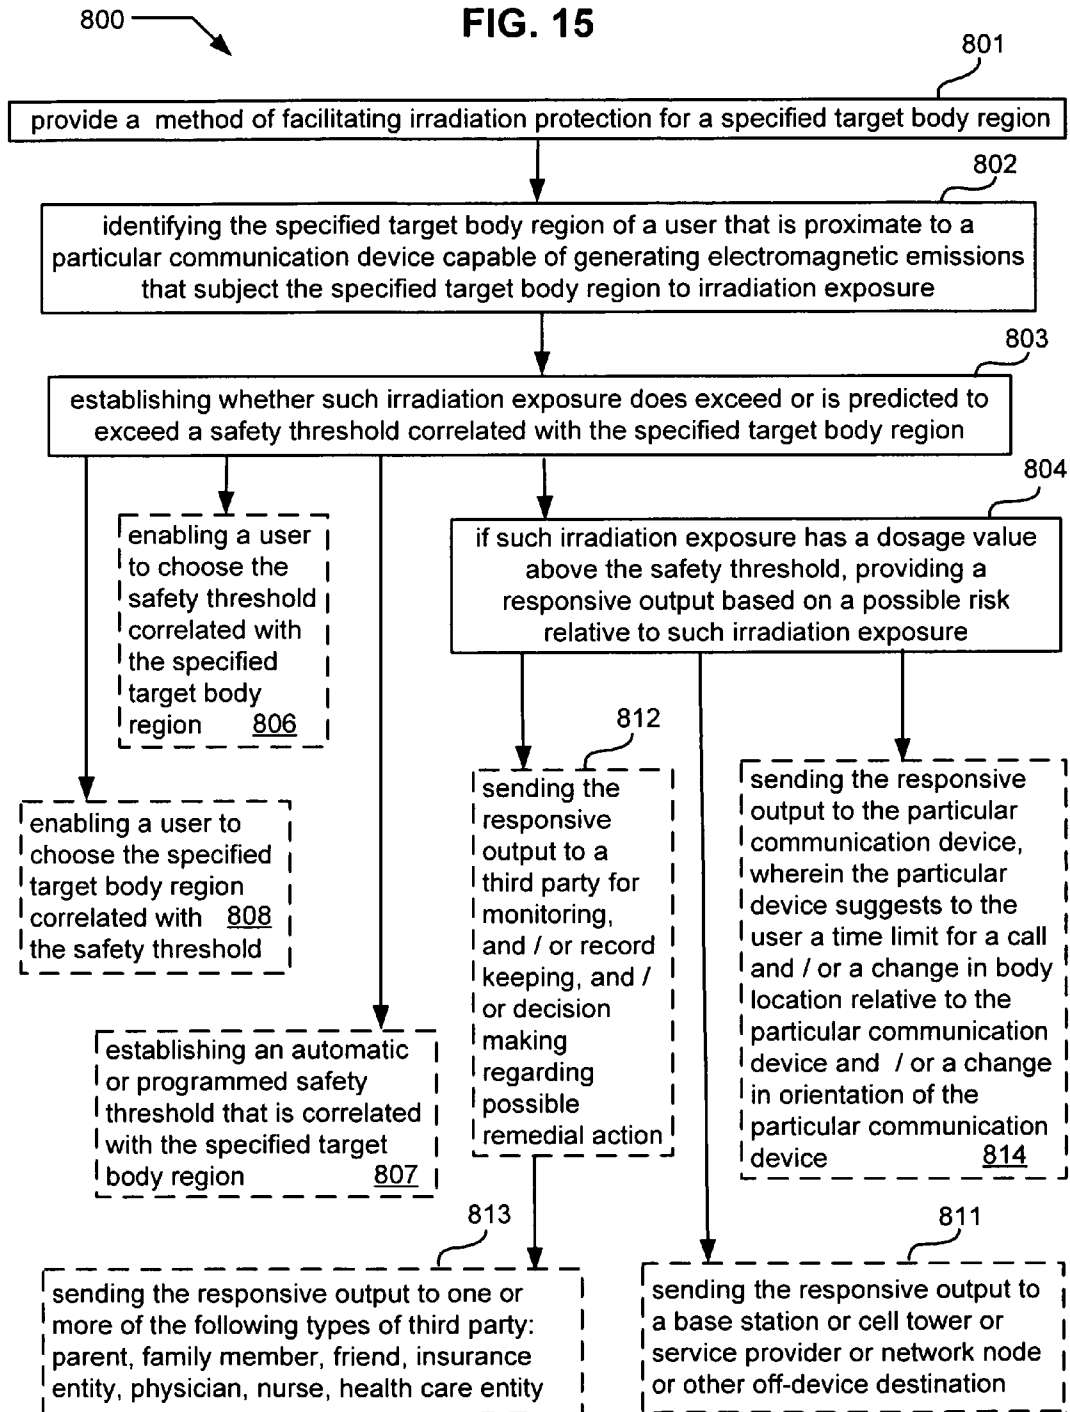 800
FIG. 15
801
provide a method of facilitating irradiation protection for a specified target body region
802
identifying the specified target body region of a user that is proximate to a
particular communication device capable of generating electromagnetic emissions
that subject the specified target body region to irradiation exposure
803
establishing whether such irradiation exposure does exceed or is predicted to
exceed a safety threshold correlated with the specified target body region
804
if such irradiation exposure has a dosage value
above the safety threshold, providing a
responsive output based on a possible risk
relative to such irradiation exposure
enabling a user
to choose the
safety threshold
correlated with
the specified
target body
region 806
enabling a user to
choose the specified
target body region
correlated with 808
the safety threshold
establishing an automatic
or programmed safety
threshold that is correlated
with the specified target
body region 807
812
sending the
responsive
output to a
third party for
monitoring,
and / or record
keeping, and /
or decision
making
regarding
possible
remedial action
sending the responsive
output to the particular
communication device,
wherein the particular
device suggests to the
user a time limit for a call
and / or a change in body
location relative to the
particular communication
device and / or a change
in orientation of the
particular communication
device 814
813
sending the responsive output to one or
more of the following types of third party:
parent, family member, friend, insurance
entity, physician, nurse, health care entity
811
sending the responsive output to
a base station or cell tower or
service provider or network node
or other off-device destination